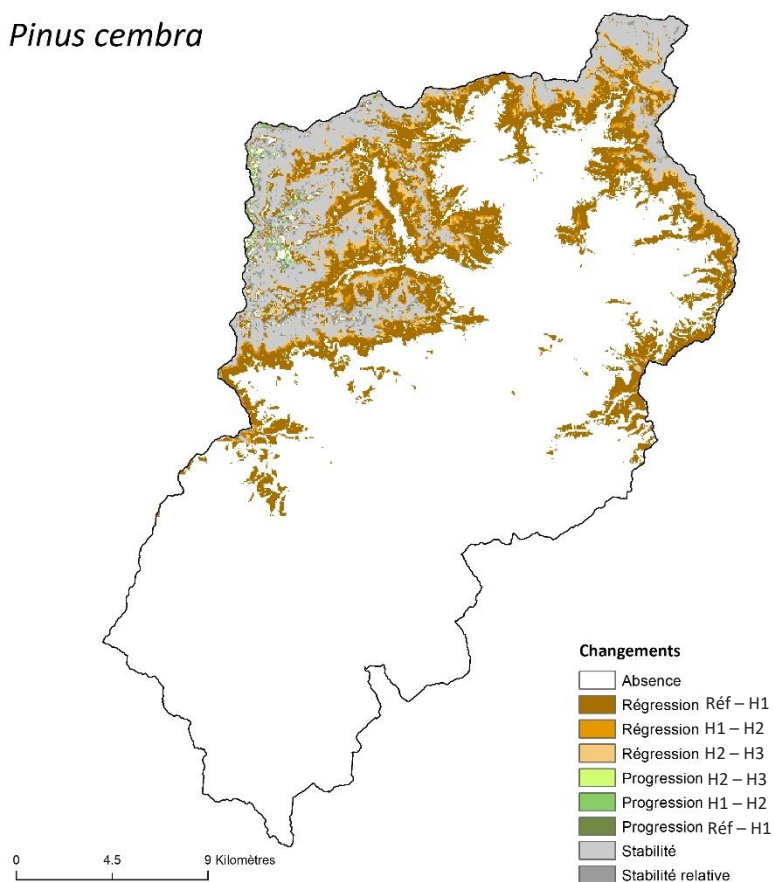 Pinus cembra
Changements
Absence
Régression Réf – H1
Régression H1 – H2
Régression H2 – H3
Progression H2 – H3
Progression H1 – H2
Progression Réf – H1
Stabilité
Stabilité relative
0 4.5 9 Kilomètres